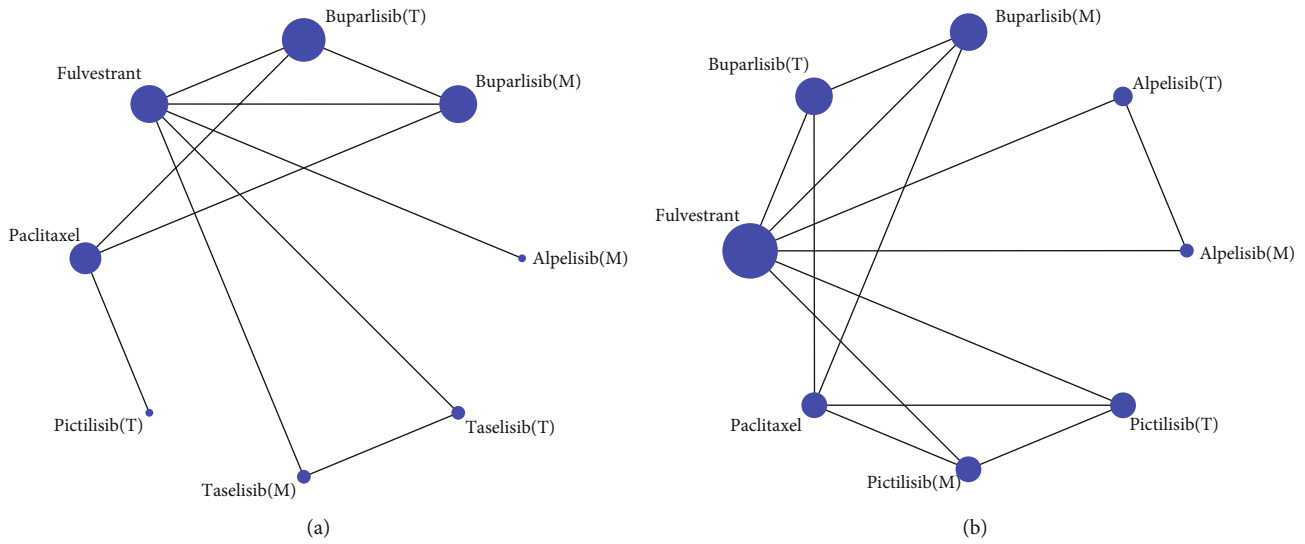 Buparlisib(T)
Fulvestrant
Buparlisib(M)
Paclitaxel
Alpelisib(M)
Pictilisib(T)
Taselisib(T)
Taselisib(M)
(a)
Buparlisib(M)
Buparlisib(T)
Alpelisib(T)
Fulvestrant
Alpelisib(M)
Paclitaxel
Pictilisib(T)
Pictilisib(M)
(b)